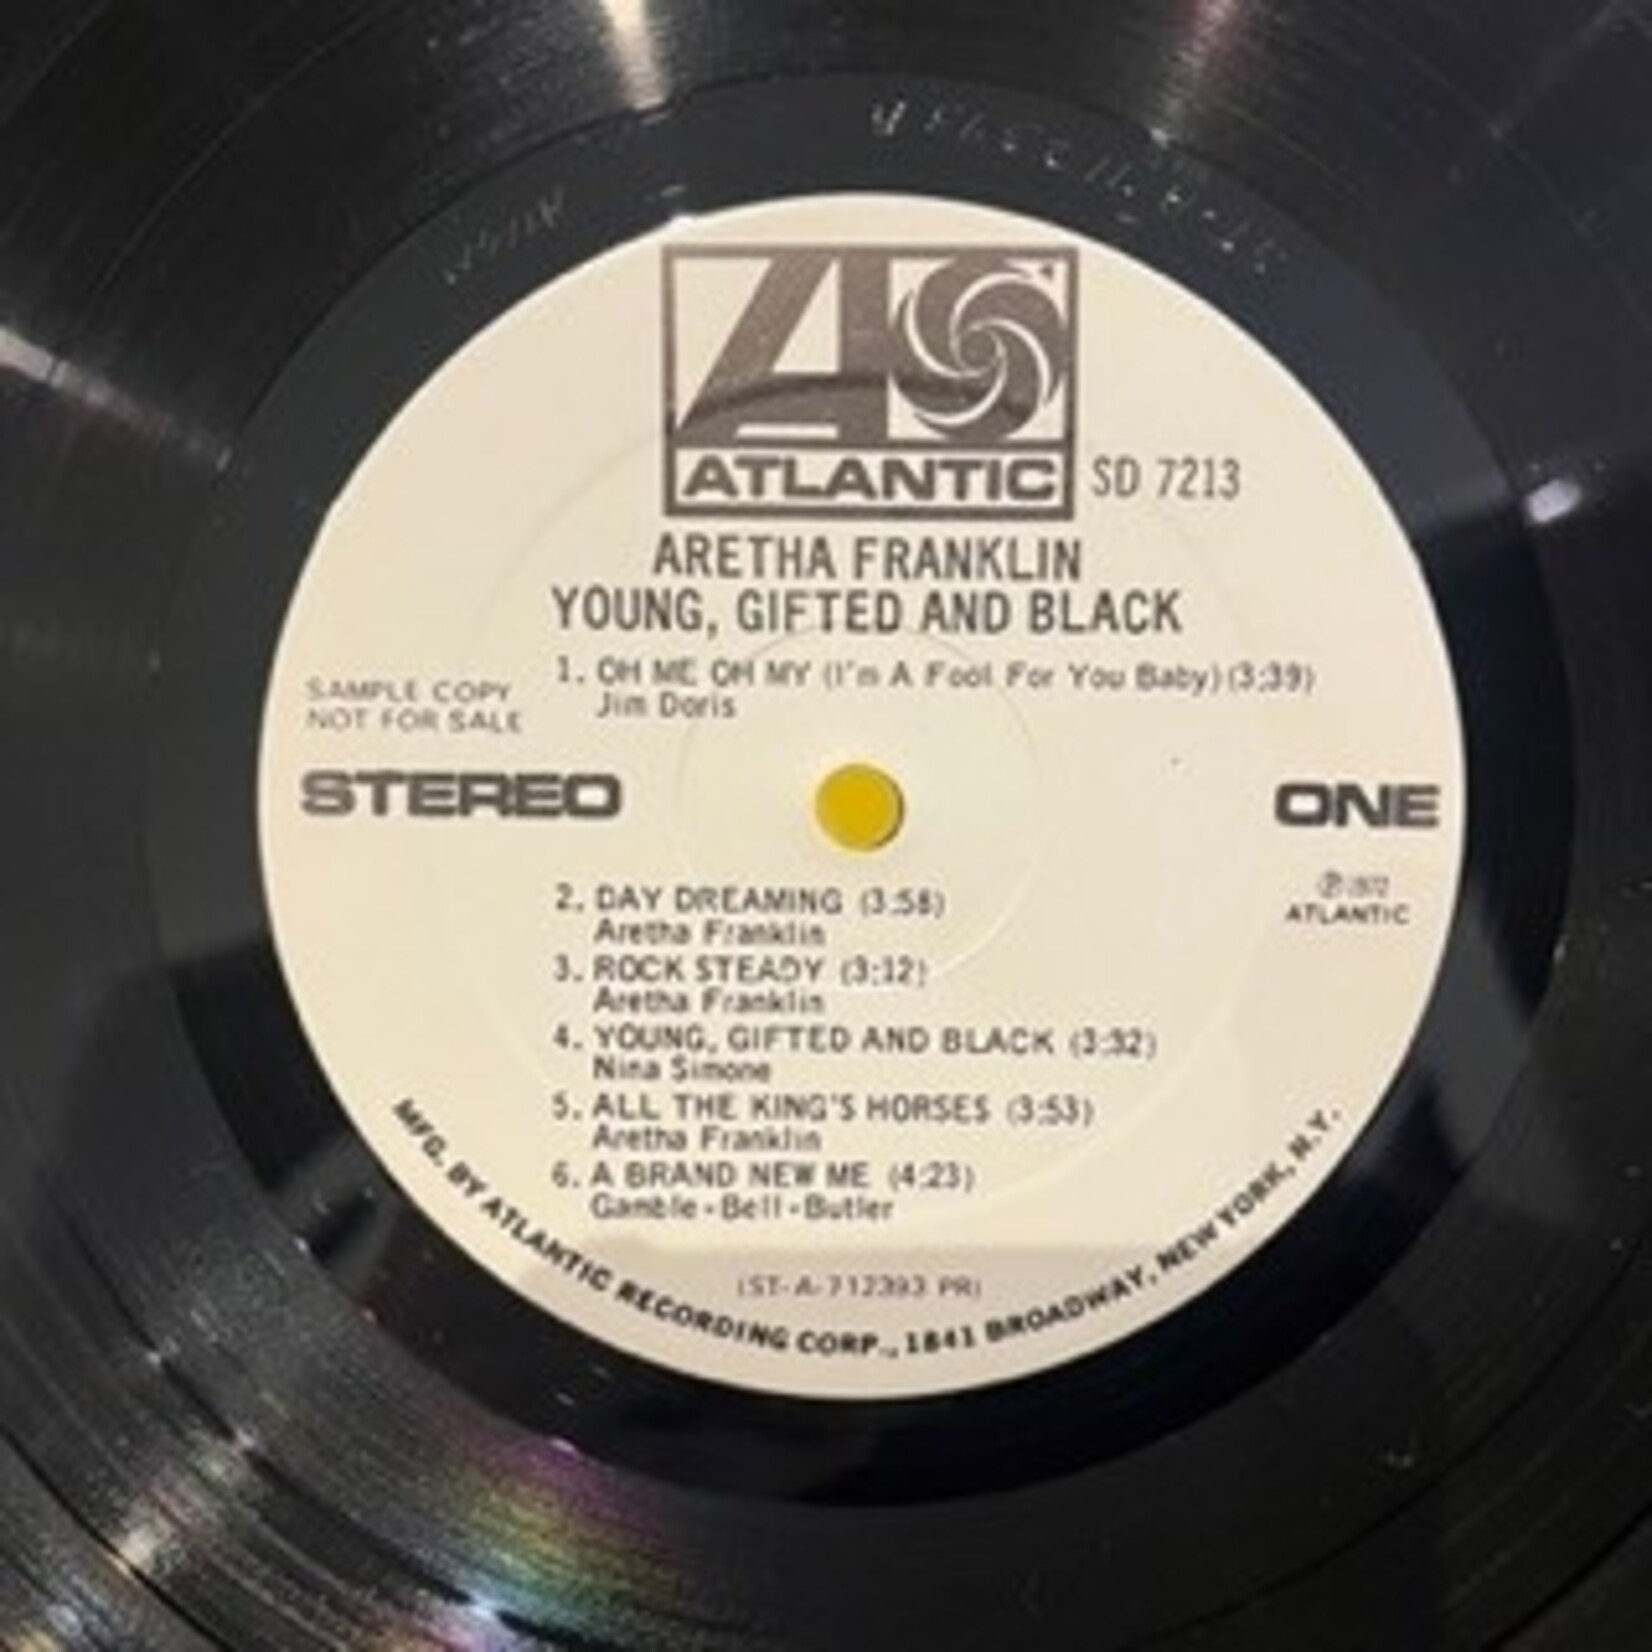 ATLANTIC SD 7213
ARETHA FRANKLIN
YOUNG, GIFTED AND BLACK
1. OH ME OH MY (I'm A Fool For You Baby) (3:39)
Jim Doris
SAMPLE COPY
NOT FOR SALE
STEREO
ONE
℗ 1972
ATLANTIC
2. DAY DREAMING (3:58)
Aretha Franklin
3. ROCK STEADY (3:12)
Aretha Franklin
4. YOUNG, GIFTED AND BLACK (3:32)
Nina Simone
5. ALL THE KING'S HORSES (3:53)
Aretha Franklin
6. A BRAND NEW ME (4:23)
Gamble-Bell-Butler
(ST-A-712393 PR)
MFG. BY ATLANTIC RECORDING CORP., 1841 BROADWAY, NEW YORK, N.Y.